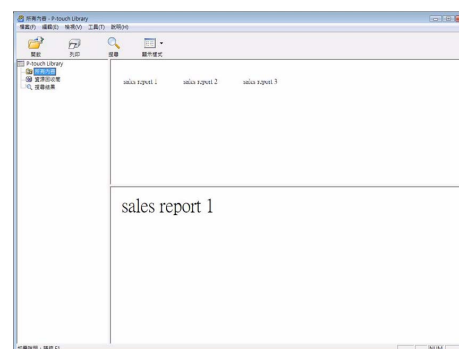 所有內容 - P-touch Library
檔案(F) 編輯(E) 檢視(V) 工具(T) 說明(H)
開啟 列印 搜尋 顯示樣式
P-touch Library
所有內容
資源回收筒
搜尋結果
sales report 1 sales report 2 sales report 3
sales report 1
NUM